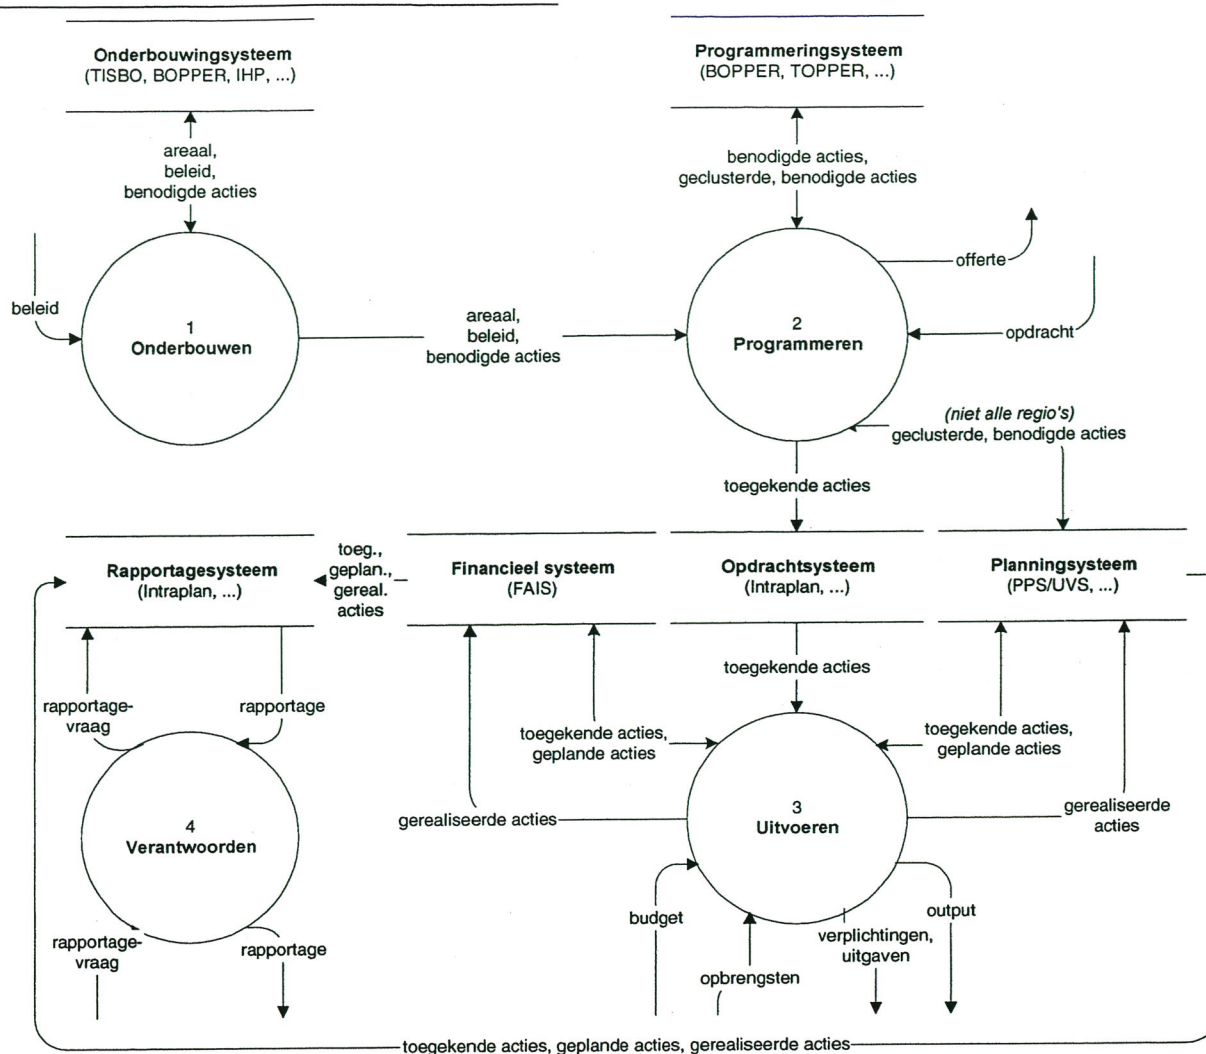 Onderbouwingsysteem
(TISBO, BOPPER, IHP, ...)
Programmeringsysteem
(BOPPER, TOPPER, ...)
areaal,
beleid,
benodigde acties
benodigde acties,
geclusterde, benodigde acties
beleid
1
Onderbouwen
areaal,
beleid,
benodigde acties
2
Programmeren
offerte
opdracht
(niet alle regio's)
geclusterde, benodigde acties
toegekende acties
Rapportagesysteem
(Intraplan, ...)
toeg.,
geplan.,
gereal.
acties
Financieel systeem
(FAIS)
Opdrachtsysteem
(Intraplan, ...)
Planningsysteem
(PPS/UVS, ...)
toegekende acties
rapportage-
vraag
rapportage
toegekende acties,
geplande acties
toegekende acties,
geplande acties
4
Verantwoorden
gerealiseerde acties
3
Uitvoeren
gerealiseerde
acties
rapportage-
vraag
rapportage
budget
opbrengsten
verplichtingen,
uitgaven
output
toegekende acties, geplande acties, gerealiseerde acties